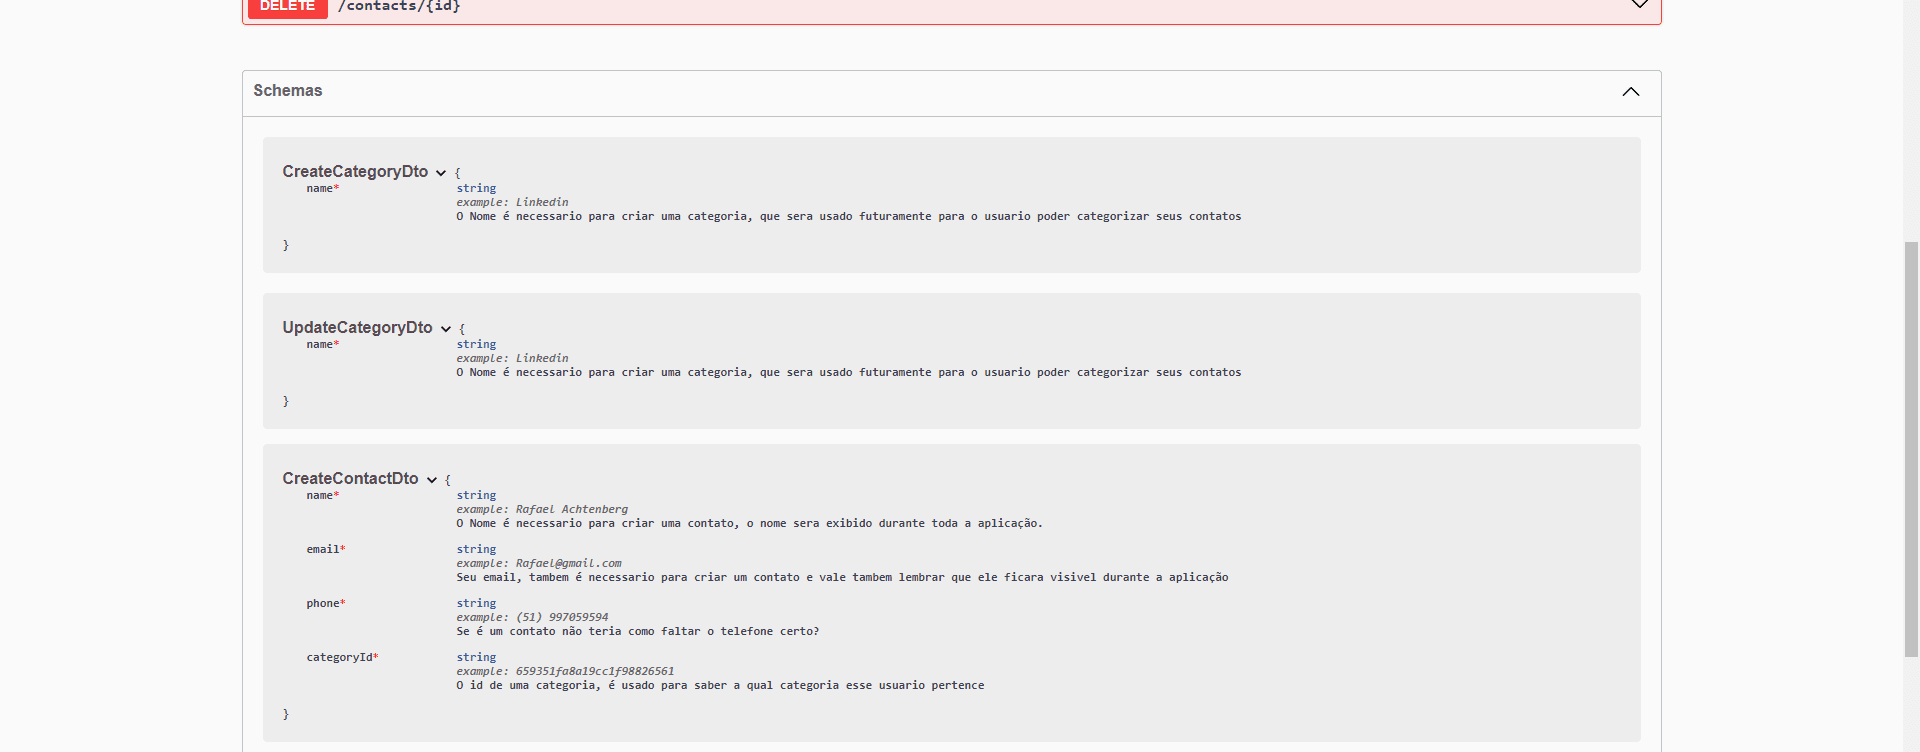 DELETE /contacts/{id}
Schemas
CreateCategoryDto {
name* string
example: Linkedin
O Nome é necessario para criar uma categoria, que sera usado futuramente para o usuario poder categorizar seus contatos
}
UpdateCategoryDto {
name* string
example: Linkedin
O Nome é necessario para criar uma categoria, que sera usado futuramente para o usuario poder categorizar seus contatos
}
CreateContactDto {
name* string
example: Rafael Achtenberg
O Nome é necessario para criar uma contato, o nome sera exibido durante toda a aplicação.
email* string
example: Rafael@gmail.com
Seu email, tambem é necessario para criar um contato e vale tambem lembrar que ele ficara visivel durante a aplicação
phone* string
example: (51) 997059594
Se é um contato não teria como faltar o telefone certo?
categoryId* string
example: 659351fa8a19cc1f98826561
O id de uma categoria, é usado para saber a qual categoria esse usuario pertence
}